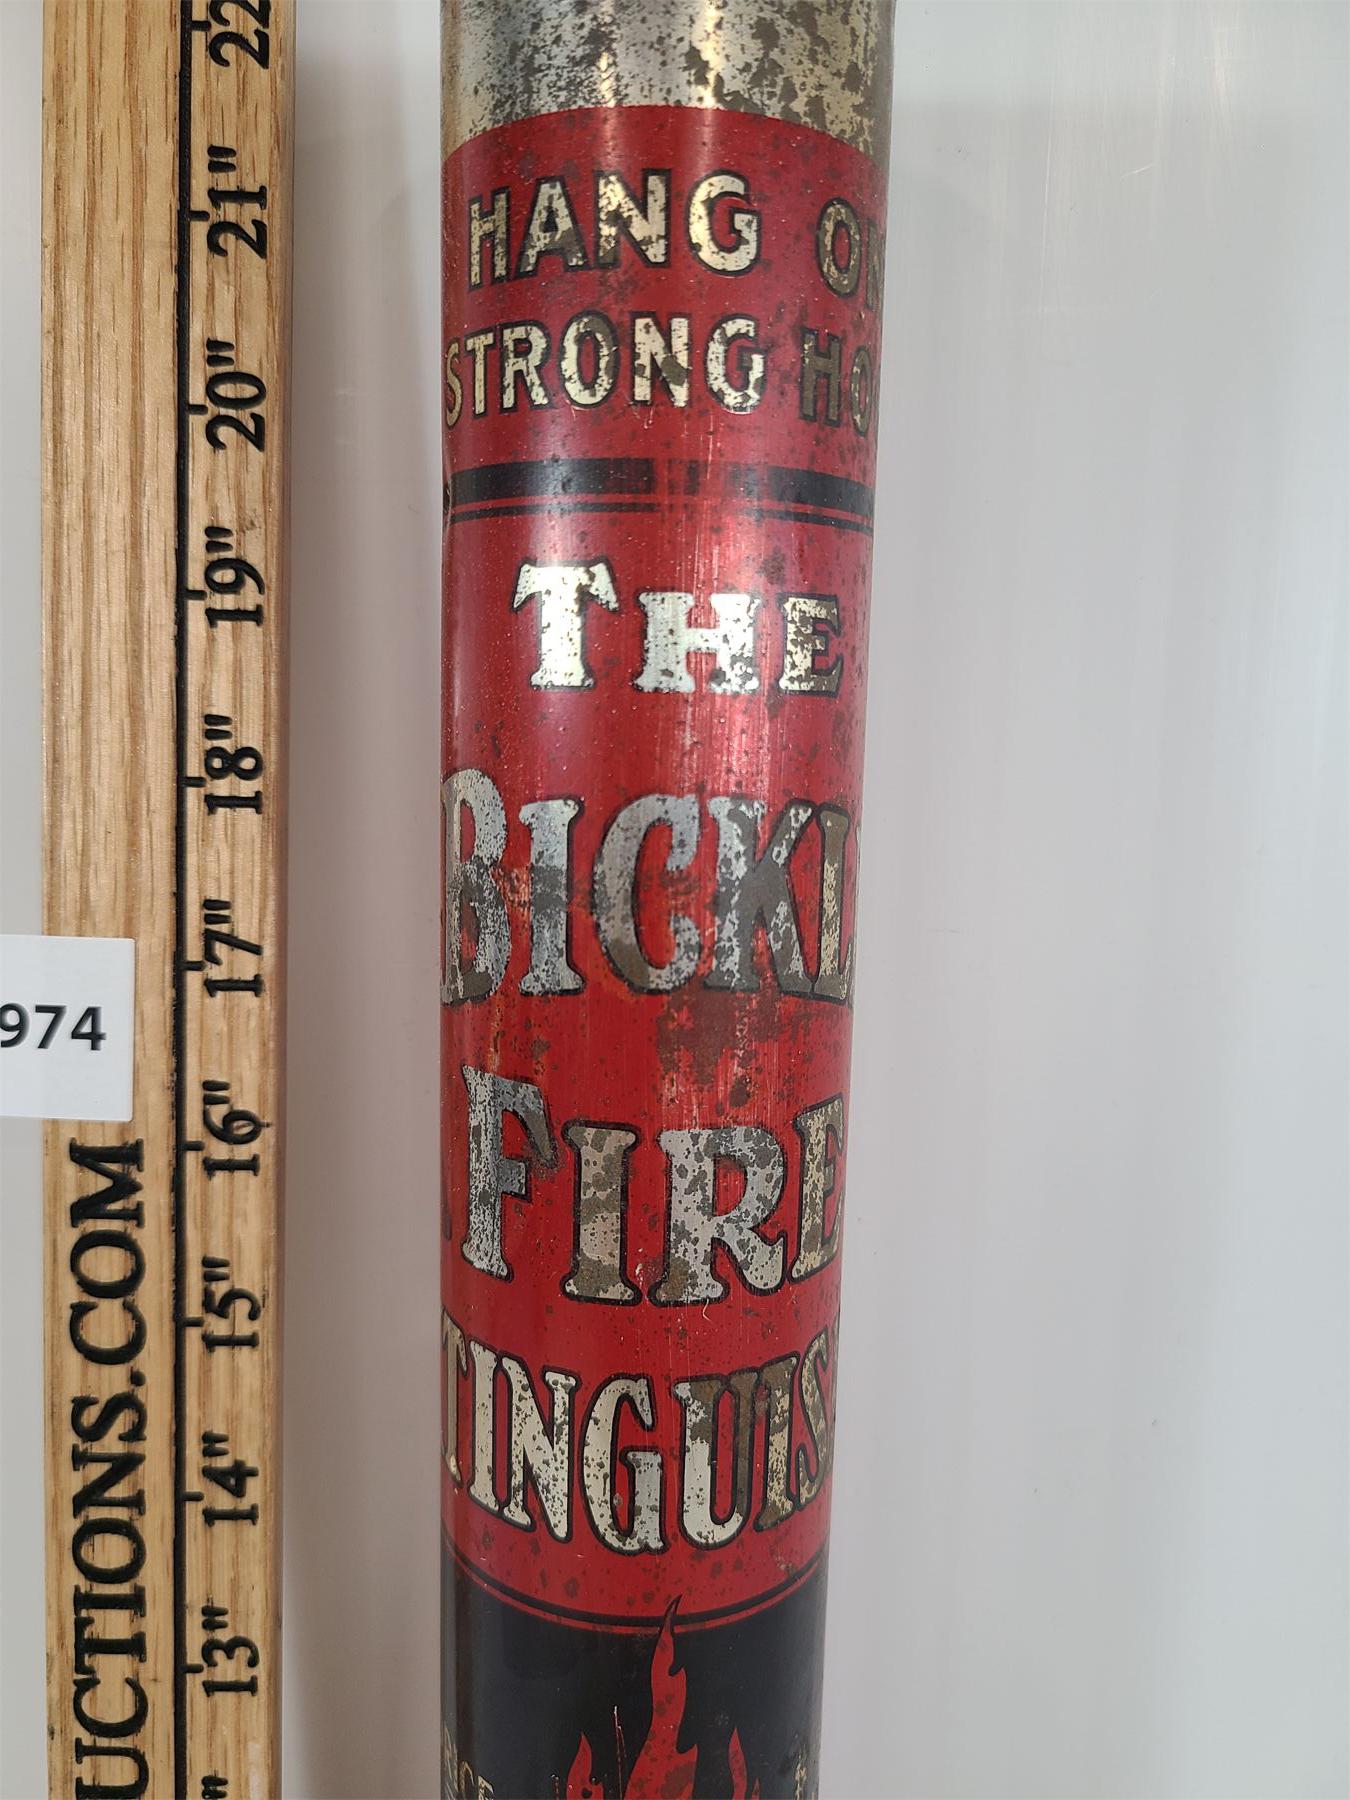 HANG ON
STRONG HO
THE
BICKL
FIRE
TINGUIS
974
UCTIONS.COM
22
21"
20"
19"
18"
17"
16"
15"
14"
13"